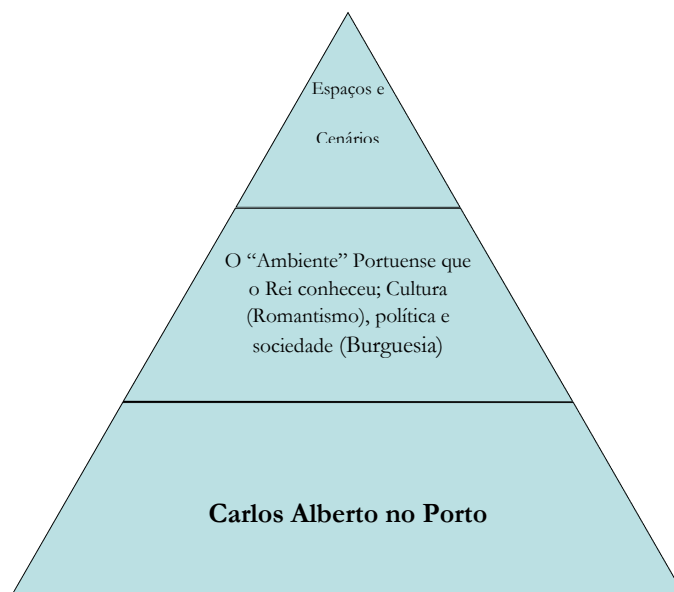 Espaços e
Cenários
O “Ambiente” Portuense que
o Rei conheceu; Cultura
(Romantismo), política e
sociedade (Burguesia)
Carlos Alberto no Porto